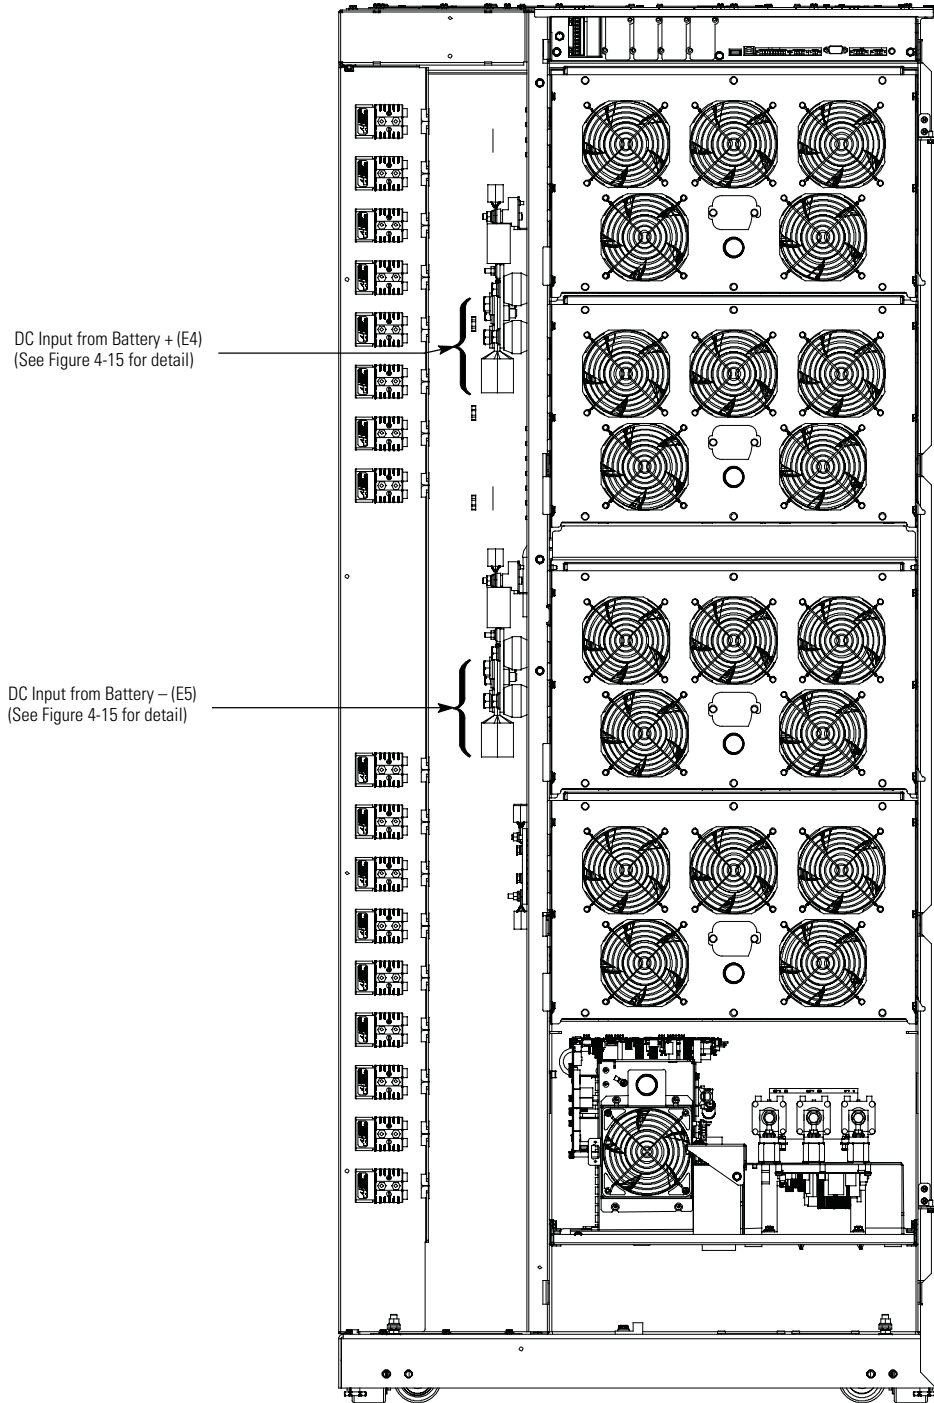 DC Input from Battery + (E4)
(See Figure 4-15 for detail)
DC Input from Battery – (E5)
(See Figure 4-15 for detail)